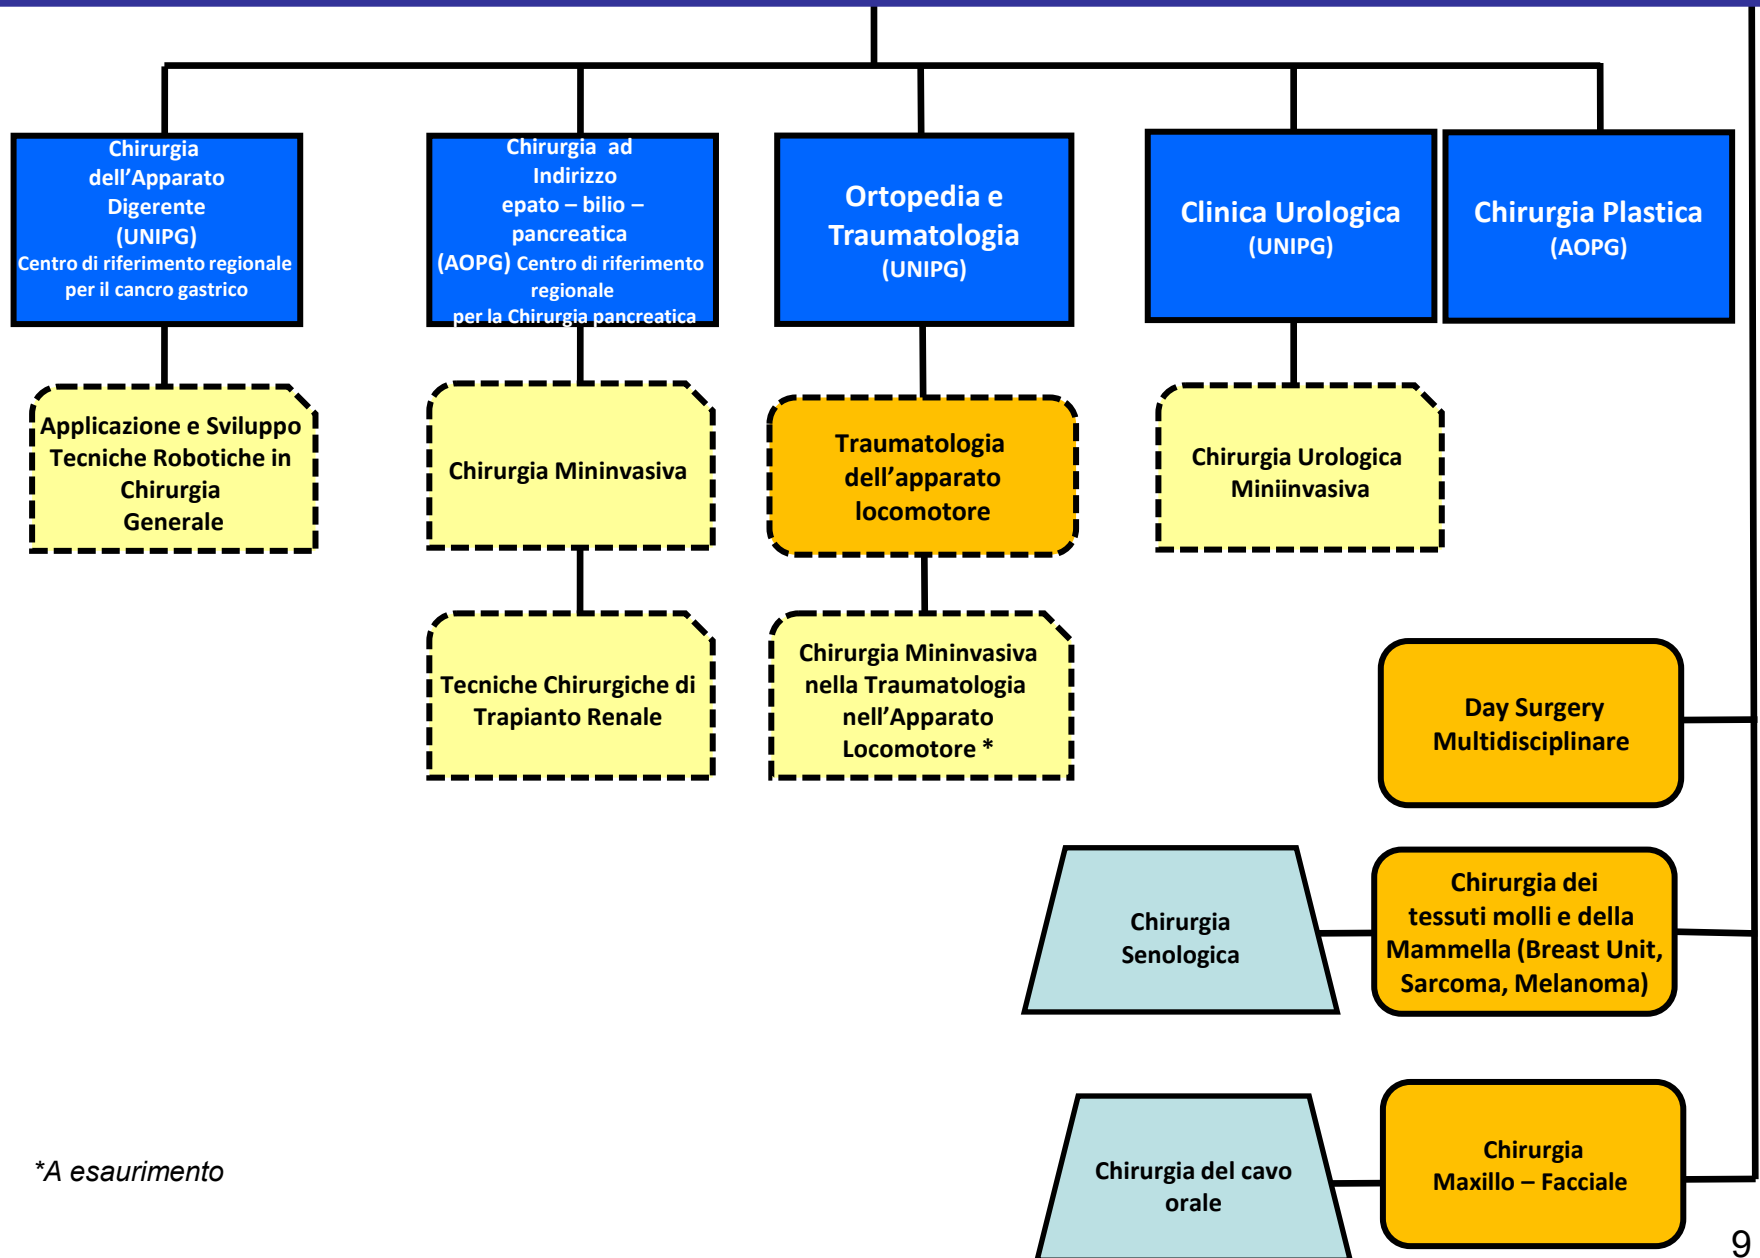 Chirurgia
dell’Apparato
Digerente
(UNIPG)
Centro di riferimento regionale
per il cancro gastrico
Chirurgia ad
Indirizzo
epato – bilio –
pancreatica
(AOPG) Centro di riferimento
regionale
per la Chirurgia pancreatica
Ortopedia e
Traumatologia
(UNIPG)
Clinica Urologica
(UNIPG)
Chirurgia Plastica
(AOPG)
Applicazione e Sviluppo
Tecniche Robotiche in
Chirurgia
Generale
Chirurgia Mininvasiva
Traumatologia
dell’apparato
locomotore
Chirurgia Urologica
Miniinvasiva
Tecniche Chirurgiche di
Trapianto Renale
Chirurgia Mininvasiva
nella Traumatologia
nell’Apparato
Locomotore *
Day Surgery
Multidisciplinare
Chirurgia
Senologica
Chirurgia dei
tessuti molli e della
Mammella (Breast Unit,
Sarcoma, Melanoma)
Chirurgia del cavo
orale
Chirurgia
Maxillo – Facciale
*A esaurimento
9